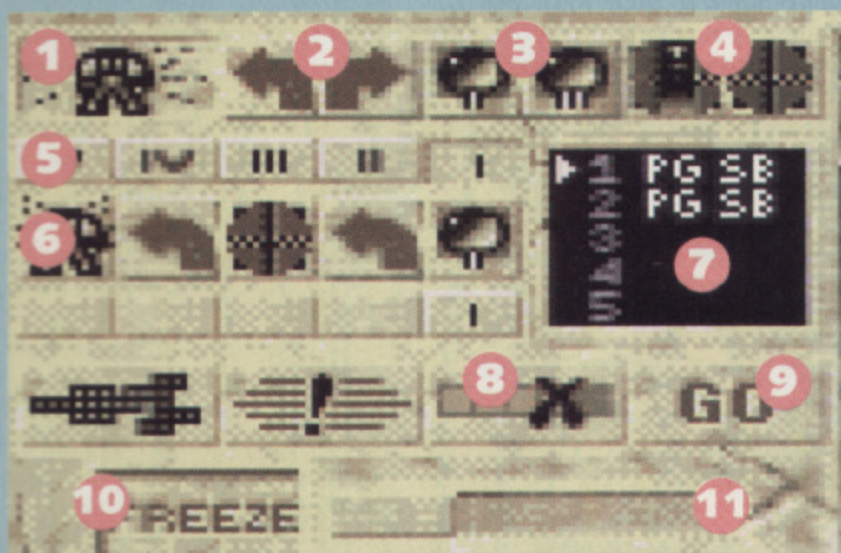 1 2 3 4
5 IV III II I
6
1 PG SB
2 PG SB
3
4
5
7
I
8 GO 9
10 FREEZE 11